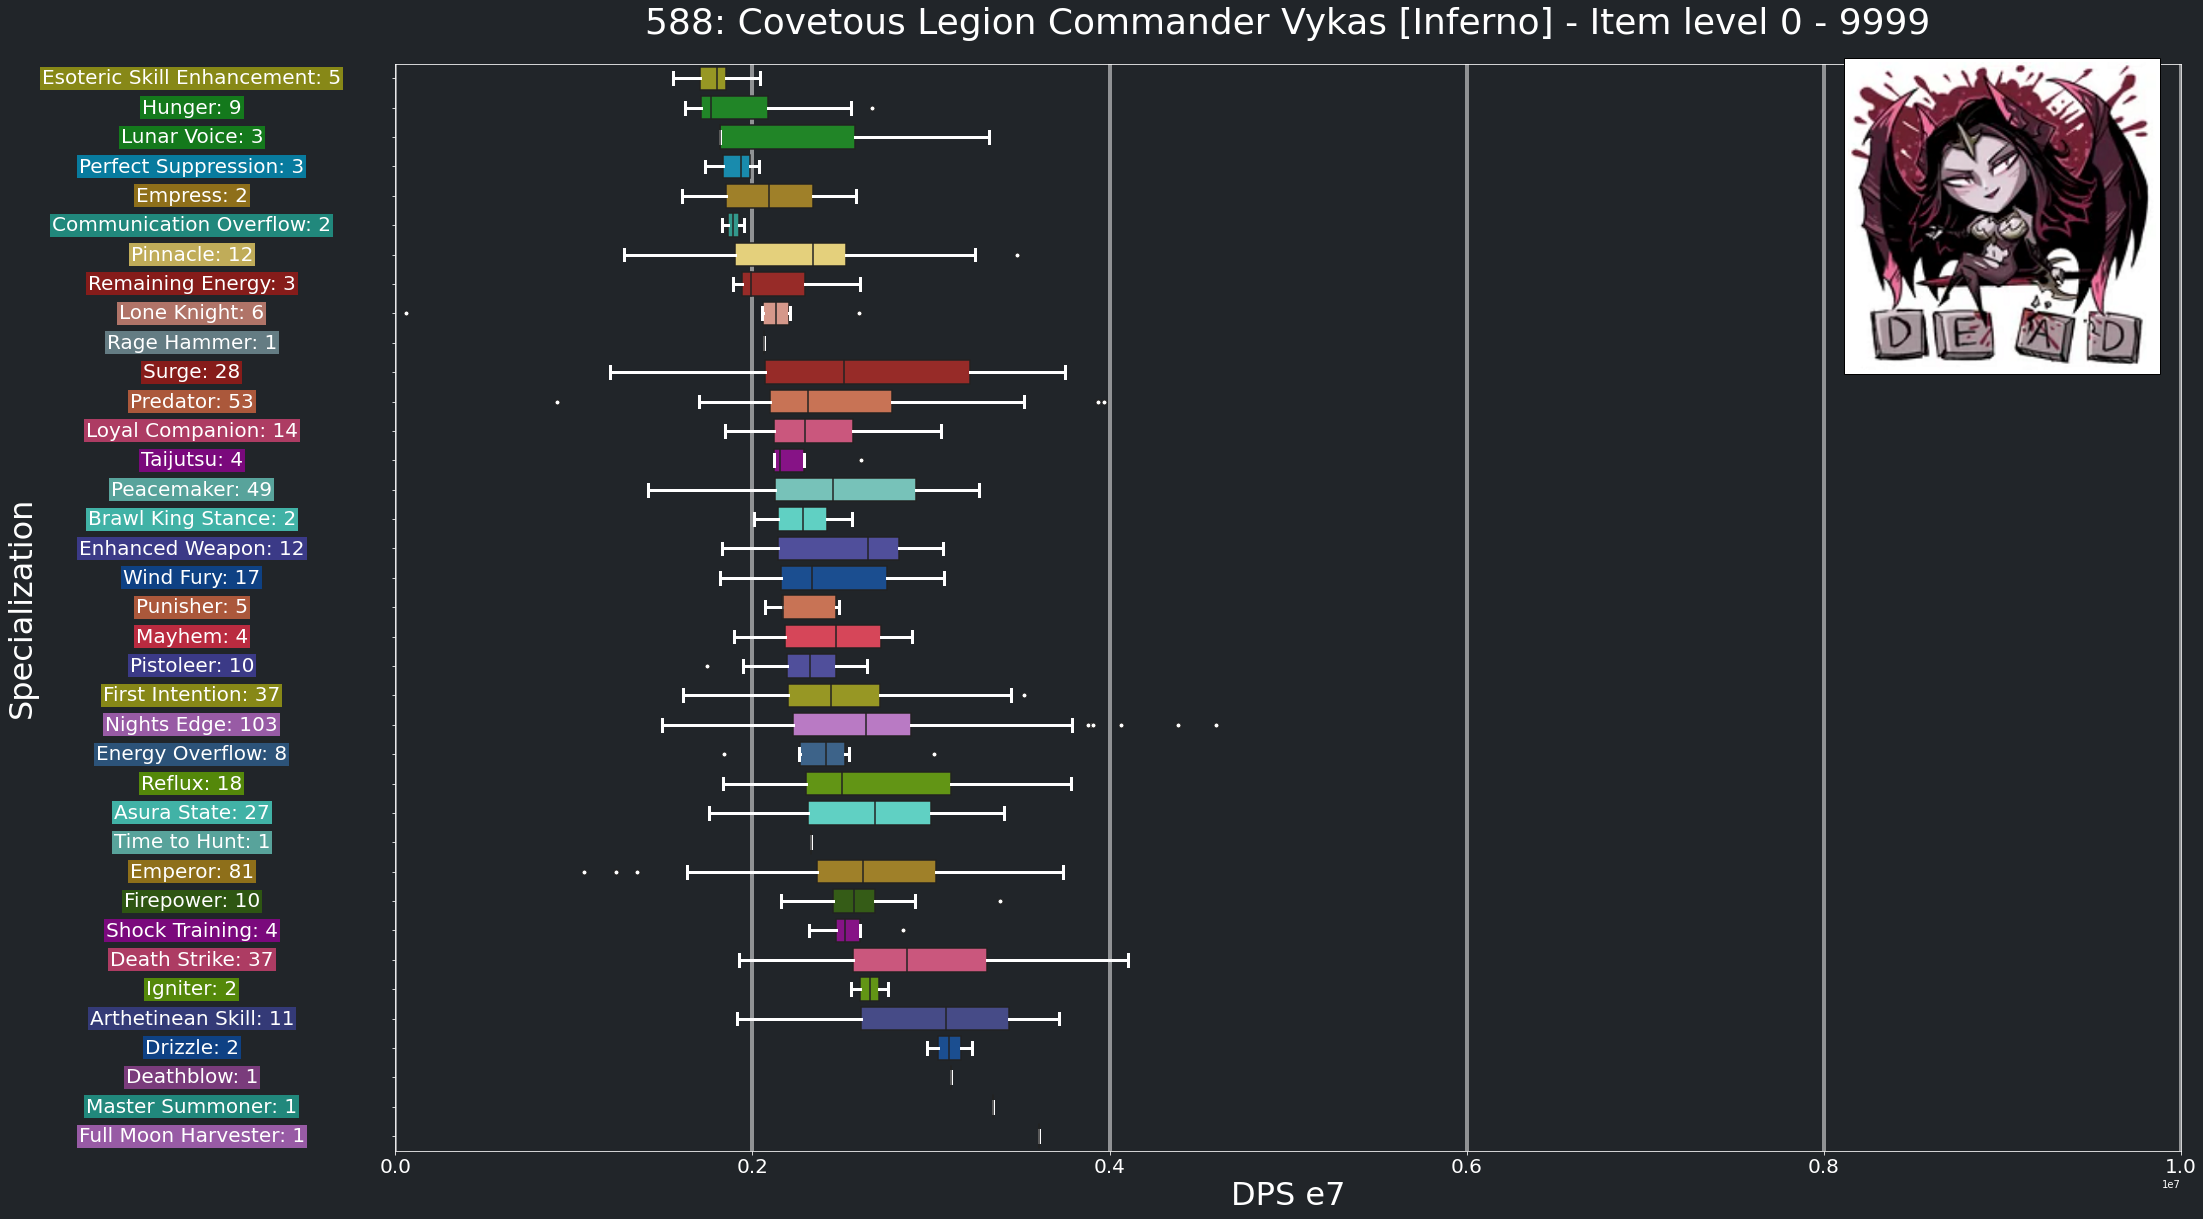 588: Covetous Legion Commander Vykas [Inferno] - Item level 0 - 9999
Esoteric Skill Enhancement: 5
Hunger: 9
Lunar Voice: 3
Perfect Suppression: 3
Empress: 2
Communication Overflow: 2
Pinnacle: 12
Remaining Energy: 3
Lone Knight: 6
Rage Hammer: 1
Surge: 28
Predator: 53
Loyal Companion: 14
Taijutsu: 4
Peacemaker: 49
Brawl King Stance: 2
Enhanced Weapon: 12
Wind Fury: 17
Punisher: 5
Mayhem: 4
Pistoleer: 10
First Intention: 37
Nights Edge: 103
Energy Overflow: 8
Reflux: 18
Asura State: 27
Time to Hunt: 1
Emperor: 81
Firepower: 10
Shock Training: 4
Death Strike: 37
Igniter: 2
Arthetinean Skill: 11
Drizzle: 2
Deathblow: 1
Master Summoner: 1
Full Moon Harvester: 1
Specialization
D E A D
0.0 0.2 0.4 0.6 0.8 1.0
1e7
DPS e7